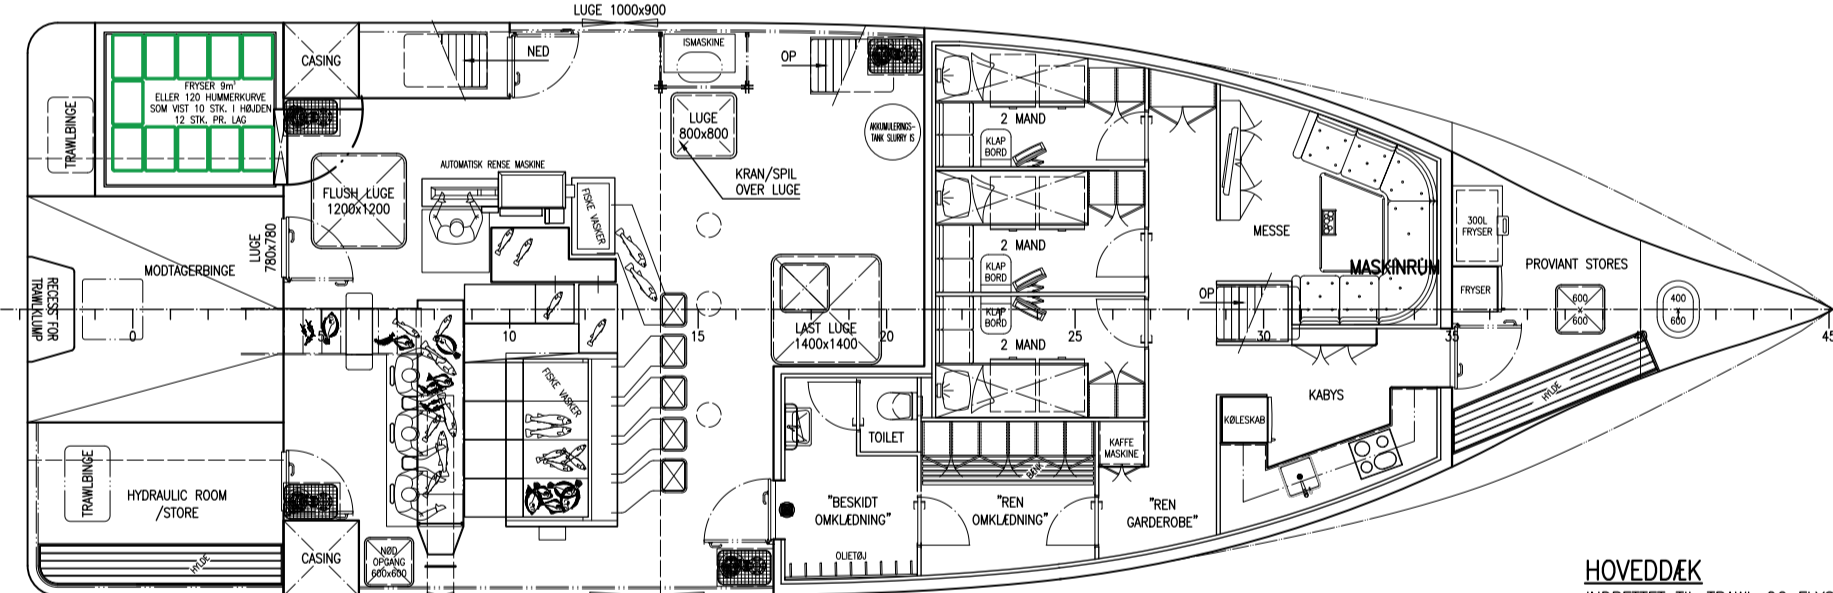 LUGE 1000x900
CASING
NED
ISMASKINE
OP
FRYSER 9m³
ELLER 120 HUMMERKURVE
SOM VIST 10 STK. I HØJDEN
12 STK. PR. LAG
TRAWLBINGE
LUGE
800x800
AKKUMULERINGS-
TANK SLURRY IS
2 MAND
KLAP
BORD
AUTOMATISK RENSE MASKINE
KRAN/SPIL
OVER LUGE
FLUSH LUGE
1200x1200
FISKE VASKER
LUGE
780x780
MODTAGERBINGE
RECESS FOR
TRAWLKLUMP
2 MAND
KLAP
BORD
KLAP
BORD
2 MAND
MESSE
MASKINRUM
300L
FRYSER
FRYSER
PROVIANT STORES
OP
600
x
600
400
x
600
0
10
15
20
25
30
35
40
45
LAST LUGE
1400x1400
FISKE VASKER
HYLDE
KABYS
KØLESKAB
TOILET
KAFFE
MASKINE
BÆNK
TRAWLBINGE
HYDRAULIC ROOM
/STORE
HYLDE
CASING
NØD
OPGANG
600x600
"BESKIDT
OMKLÆDNING"
OLIETØJ
"REN
OMKLÆDNING"
"REN
GARDEROBE"
HOVEDDÆK